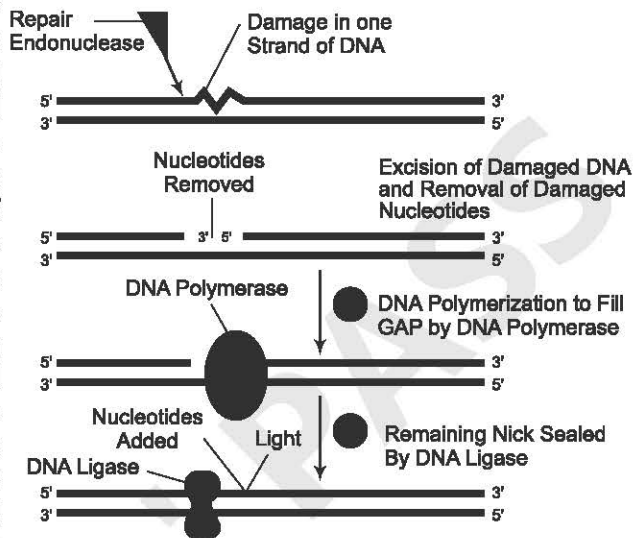 Repair
Endonuclease
Damage in one
Strand of DNA
5' 3'
3' 5'
Nucleotides
Removed
Excision of Damaged DNA
and Removal of Damaged
Nucleotides
5' 3' 5' 3'
3' 5'
DNA Polymerase
DNA Polymerization to Fill
GAP by DNA Polymerase
5' 3'
3' 5'
Nucleotides
Added
Light
Remaining Nick Sealed
By DNA Ligase
DNA Ligase
5' 3'
3' 5'
PASS